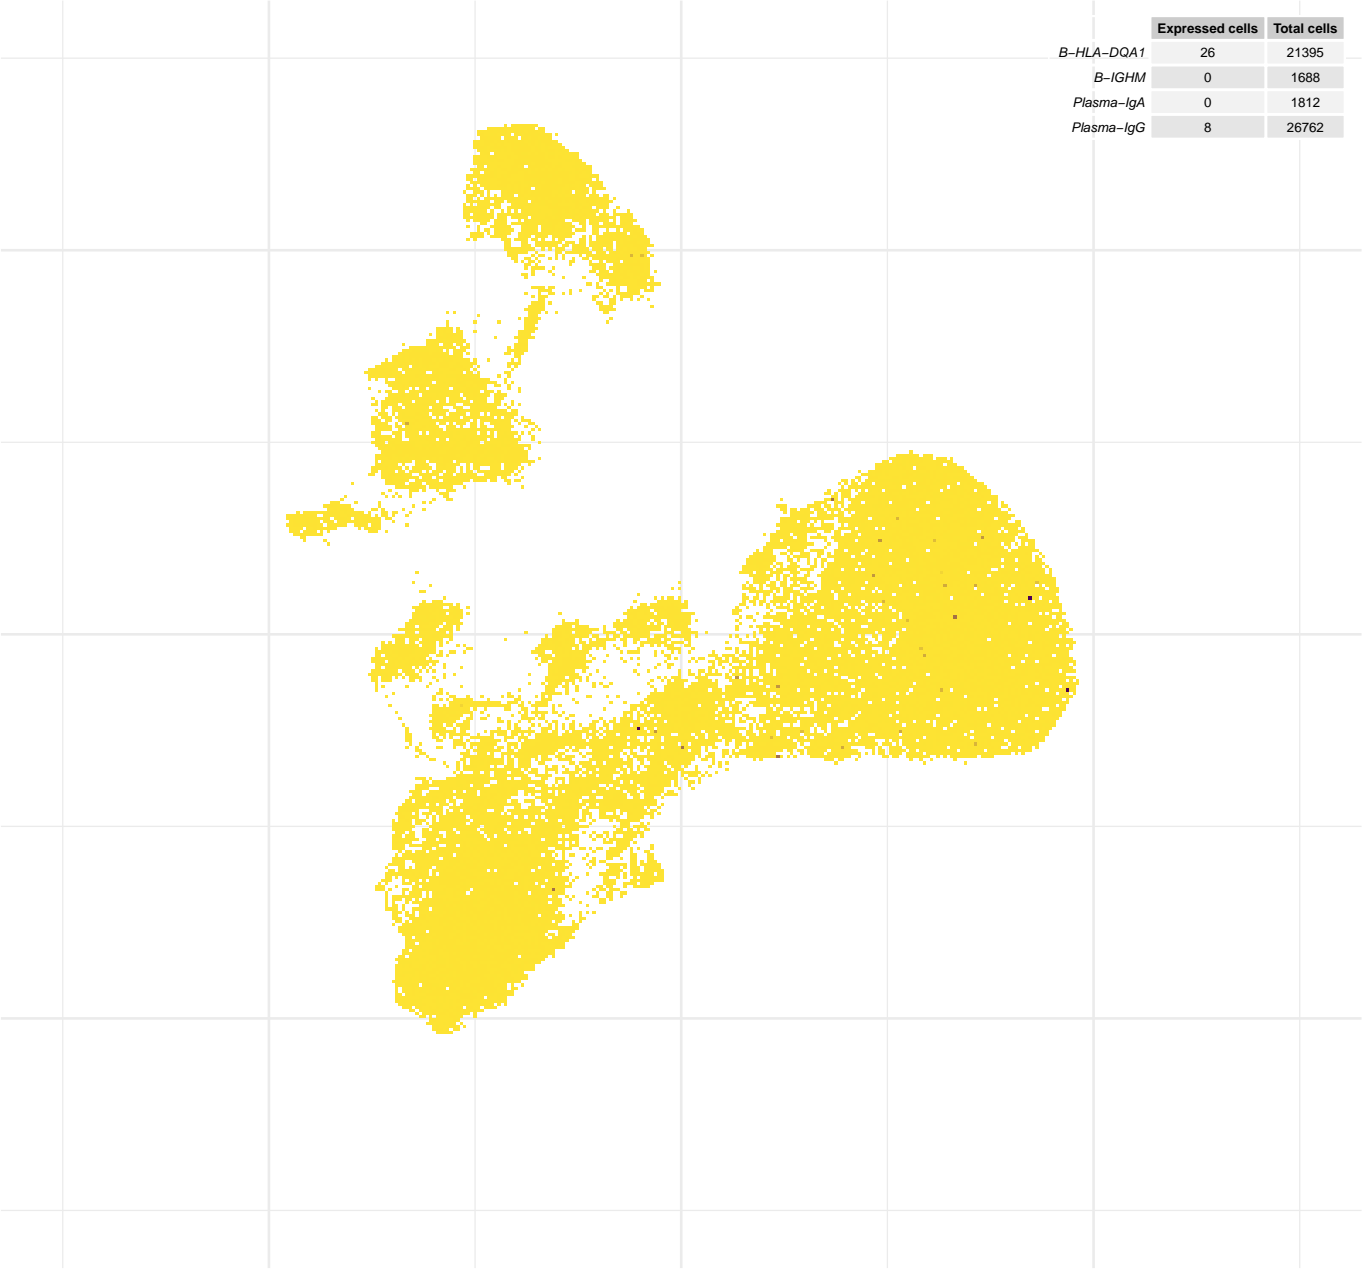 Expressed cells Total cells
B−HLA−DQA1 26 21395
B−IGHM 0 1688
Plasma−IgA 0 1812
Plasma−IgG 8 26762